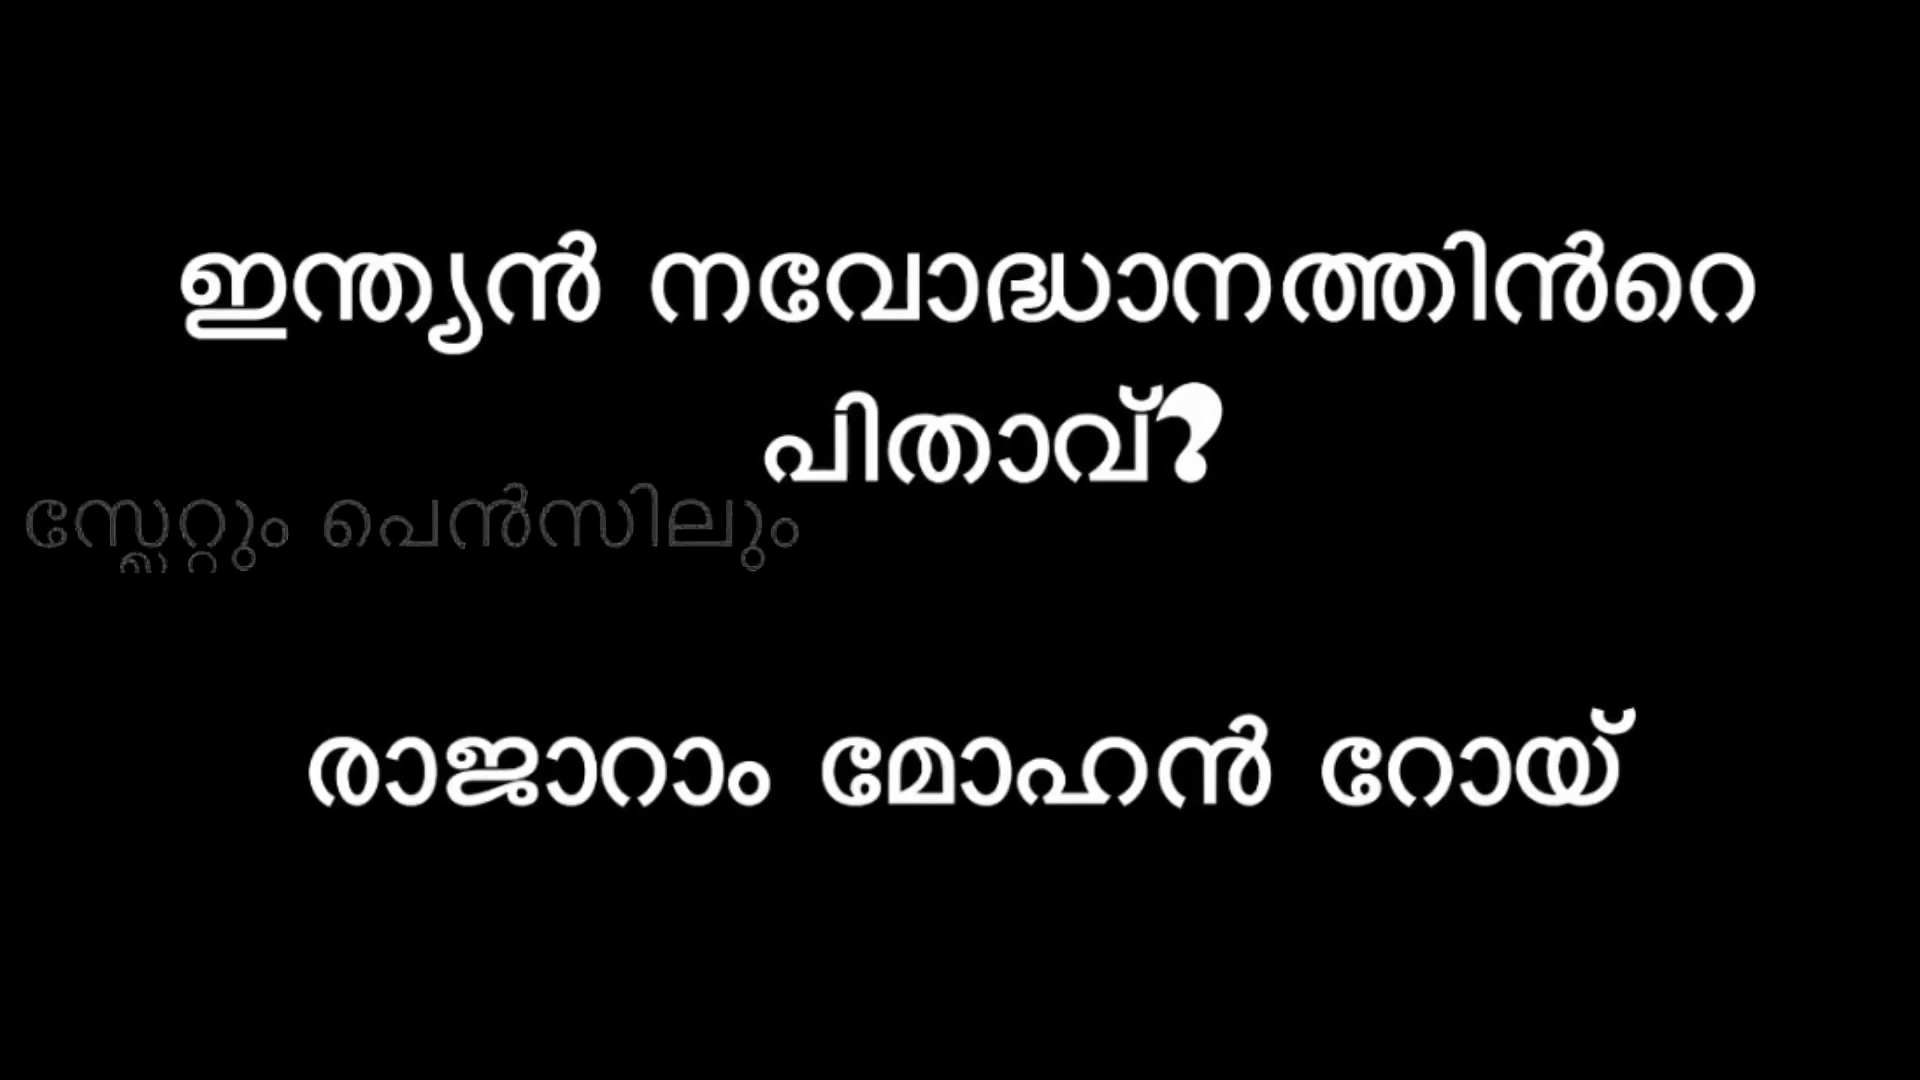 ഇന്ത്യൻ നവോദ്ധാനത്തിൻറെ
പിതാവ്?
സ്ലേറ്റും പെൻസിലും
രാജാറാം മോഹൻ റോയ്